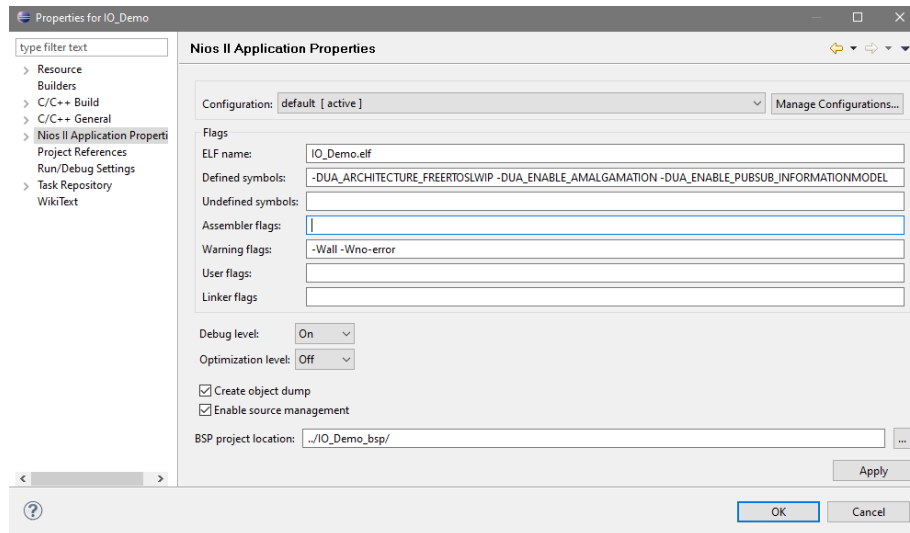 Properties for IO_Demo
type filter text
Resource
Builders
C/C++ Build
C/C++ General
Nios II Application Properti
Project References
Run/Debug Settings
Task Repository
WikiText
Nios II Application Properties
Configuration: default [ active ] Manage Configurations...
Flags
ELF name: IO_Demo.elf
Defined symbols: -DUA_ARCHITECTURE_FREERTOSLWIP -DUA_ENABLE_AMALGAMATION -DUA_ENABLE_PUBSUB_INFORMATIONMODEL
Undefined symbols:
Assembler flags:
Warning flags: -Wall -Wno-error
User flags:
Linker flags
Debug level: On
Optimization level: Off
Create object dump
Enable source management
BSP project location: ../IO_Demo_bsp/ ...
Apply
? OK Cancel